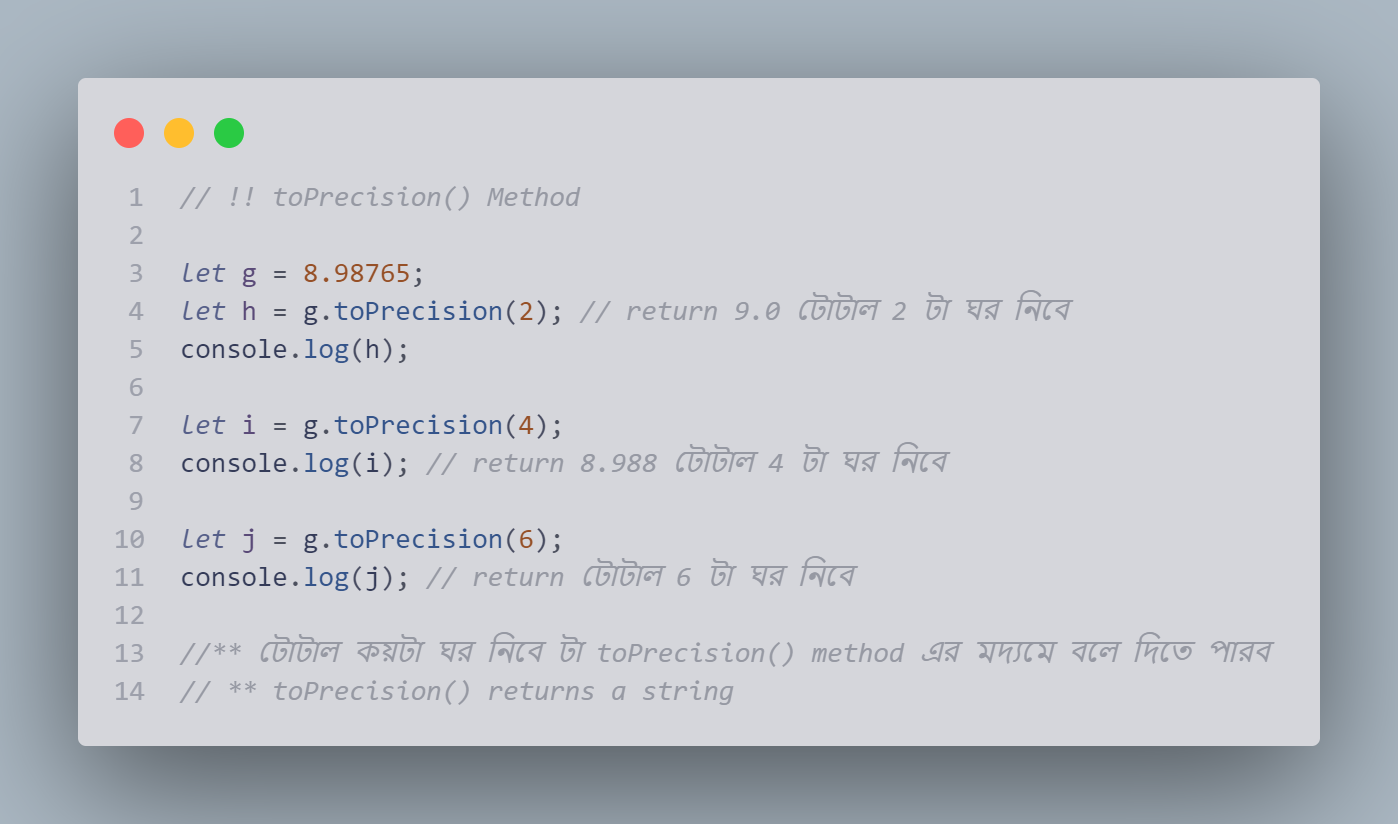 1 // !! toPrecision() Method
2
3 let g = 8.98765;
4 let h = g.toPrecision(2); // return 9.0 টোটাল 2 টা ঘর নিবে
5 console.log(h);
6
7 let i = g.toPrecision(4);
8 console.log(i); // return 8.988 টোটাল 4 টা ঘর নিবে
9
10 let j = g.toPrecision(6);
11 console.log(j); // return টোটাল 6 টা ঘর নিবে
12
13 //** টোটাল কয়টা ঘর নিবে টা toPrecision() method এর মদ্যমে বলে দিতে পারব
14 // ** toPrecision() returns a string